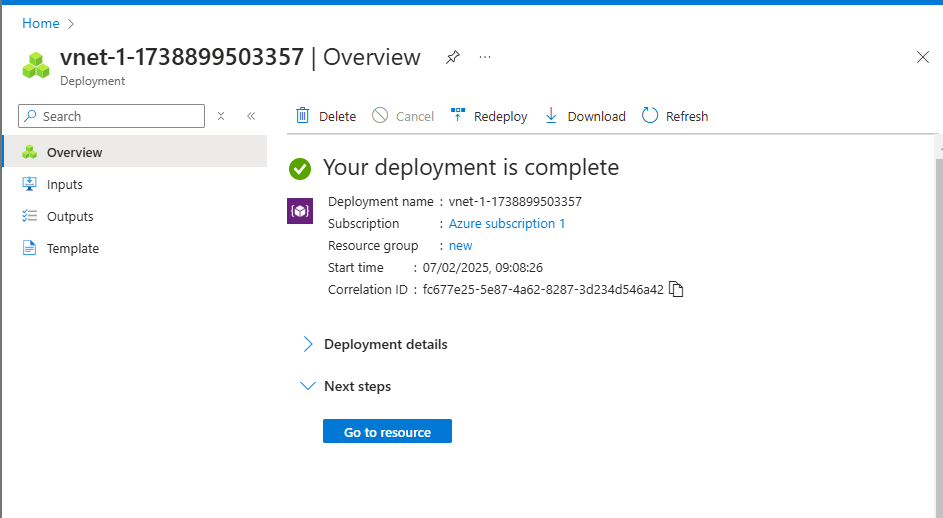 Home
vnet-1-1738899503357 | Overview
Deployment
Search
Delete Cancel Redeploy Download Refresh
Overview
Inputs
Outputs
Template
Your deployment is complete
Deployment name : vnet-1-1738899503357
Subscription : Azure subscription 1
Resource group : new
Start time : 07/02/2025, 09:08:26
Correlation ID : fc677e25-5e87-4a62-8287-3d234d546a42
Deployment details
Next steps
Go to resource